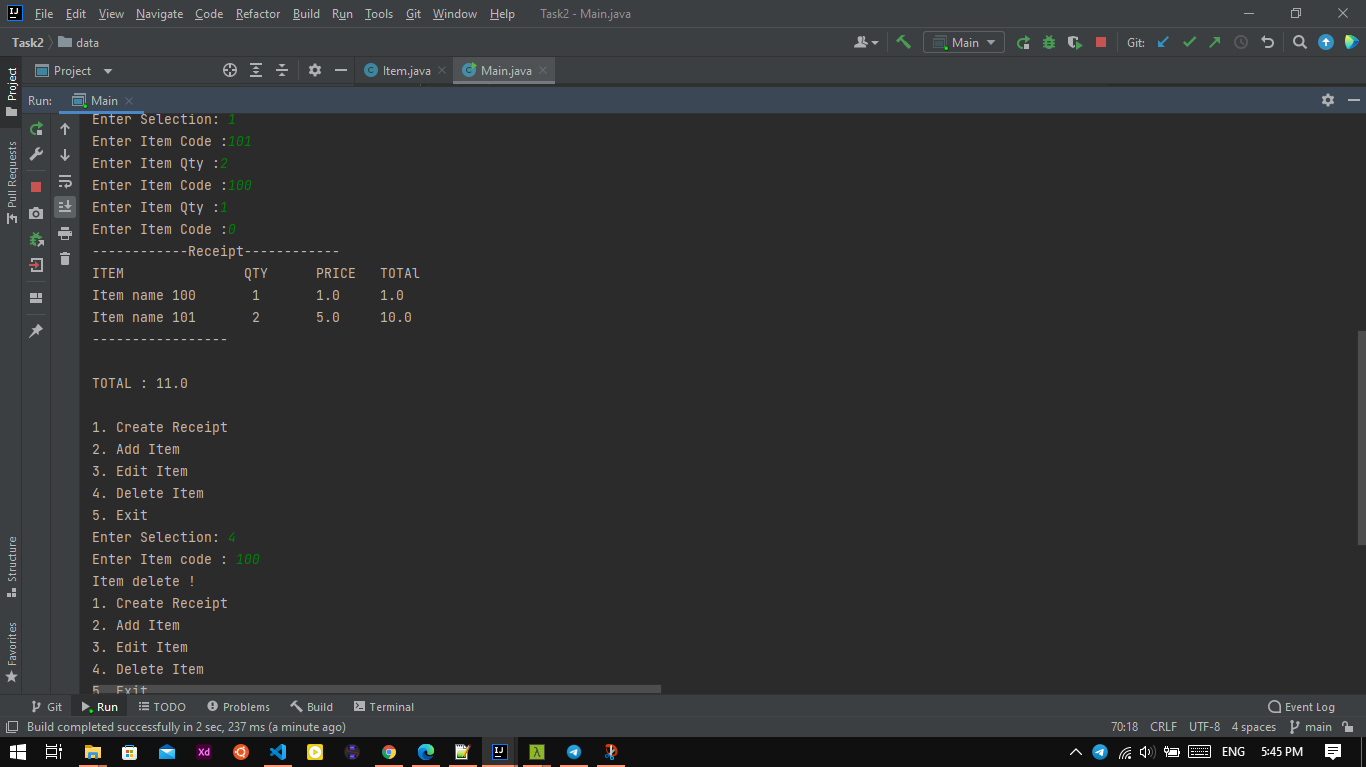 File Edit View Navigate Code Refactor Build Run Tools Git Window Help Task2 - Main.java
Task2 data Main Git:
Project Item.java Main.java
Run: Main
Project
Pull Requests
Structure
Favorites
Enter Selection: 1
Enter Item Code :101
Enter Item Qty :2
Enter Item Code :100
Enter Item Qty :1
Enter Item Code :0
------------Receipt------------
ITEM QTY PRICE TOTAl
Item name 100 1 1.0 1.0
Item name 101 2 5.0 10.0
-----------------
TOTAL : 11.0
1. Create Receipt
2. Add Item
3. Edit Item
4. Delete Item
5. Exit
Enter Selection: 4
Enter Item code : 100
Item delete !
1. Create Receipt
2. Add Item
3. Edit Item
4. Delete Item
5. Exit
Git Run TODO Problems Build Terminal Event Log
Build completed successfully in 2 sec, 237 ms (a minute ago) 70:18 CRLF UTF-8 4 spaces main
Xd ENG 5:45 PM